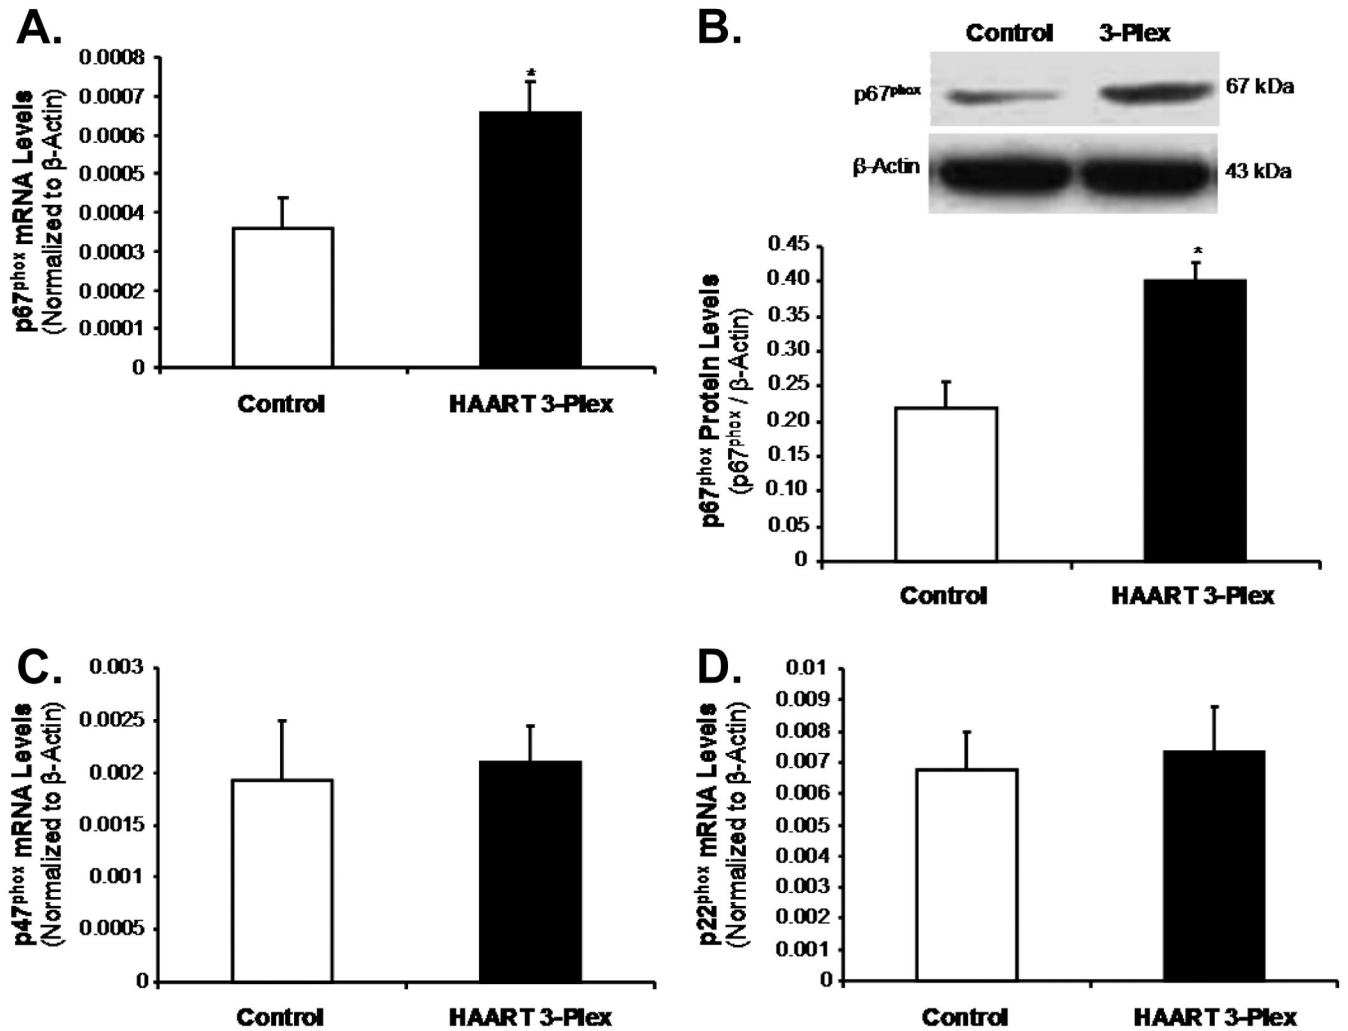 A.
p67phox mRNA Levels
(Normalized to β-Actin)
0.0008
0.0007
0.0006
0.0005
0.0004
0.0003
0.0002
0.0001
0
*
Control
HAART 3-Plex
B.
Control
3-Plex
p67phox
67 kDa
β-Actin
43 kDa
p67phox Protein Levels
(p67phox / β-Actin)
0.45
0.40
0.35
0.30
0.25
0.20
0.15
0.10
0.05
0
*
Control
HAART 3-Plex
C.
p47phox mRNA Levels
(Normalized to β-Actin)
0.003
0.0025
0.002
0.0015
0.001
0.0005
0
Control
HAART 3-Plex
D.
p22phox mRNA Levels
(Normalized to β-Actin)
0.01
0.009
0.008
0.007
0.006
0.005
0.004
0.003
0.002
0.001
0
Control
HAART 3-Plex